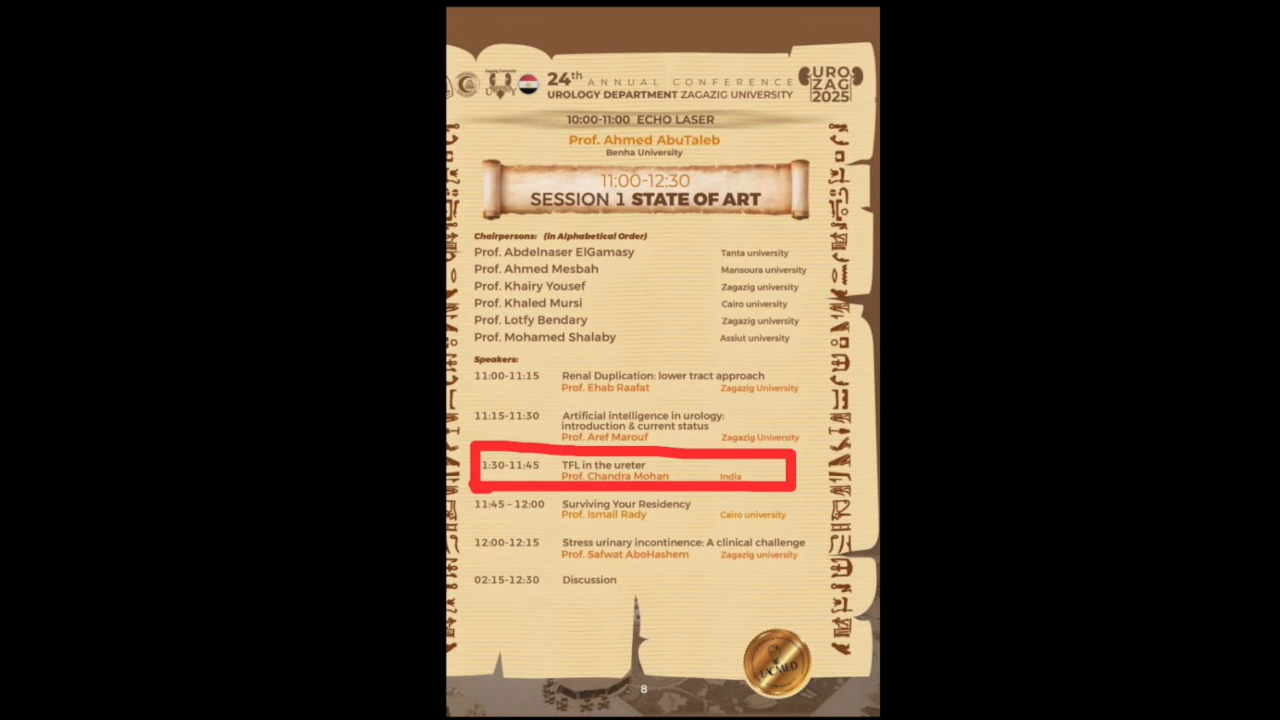 24th ANNUAL CONFERENCE
UROLOGY DEPARTMENT ZAGAZIG UNIVERSITY
URO
ZAG
2025
10:00-11:00 ECHO LASER
Prof. Ahmed AbuTaleb
Benha University
11:00-12:30
SESSION 1 STATE OF ART
Chairpersons: (in Alphabetical Order)
Prof. Abdelnaser ElGamasy Tanta university
Prof. Ahmed Mesbah Mansoura university
Prof. Khairy Yousef Zagazig university
Prof. Khaled Mursi Cairo university
Prof. Lotfy Bendary Zagazig university
Prof. Mohamed Shalaby Assiut university
Speakers:
11:00-11:15 Renal Duplication: lower tract approach
Prof. Ehab Raafat Zagazig University
11:15-11:30 Artificial intelligence in urology:
introduction & current status
Prof. Aref Marouf Zagazig University
1:30-11:45 TFL in the ureter
Prof. Chandra Mohan India
11:45 - 12:00 Surviving Your Residency
Prof. Ismail Rady Cairo university
12:00-12:15 Stress urinary incontinence: A clinical challenge
Prof. Safwat AboHashem Zagazig university
02:15-12:30 Discussion
EACMED
8